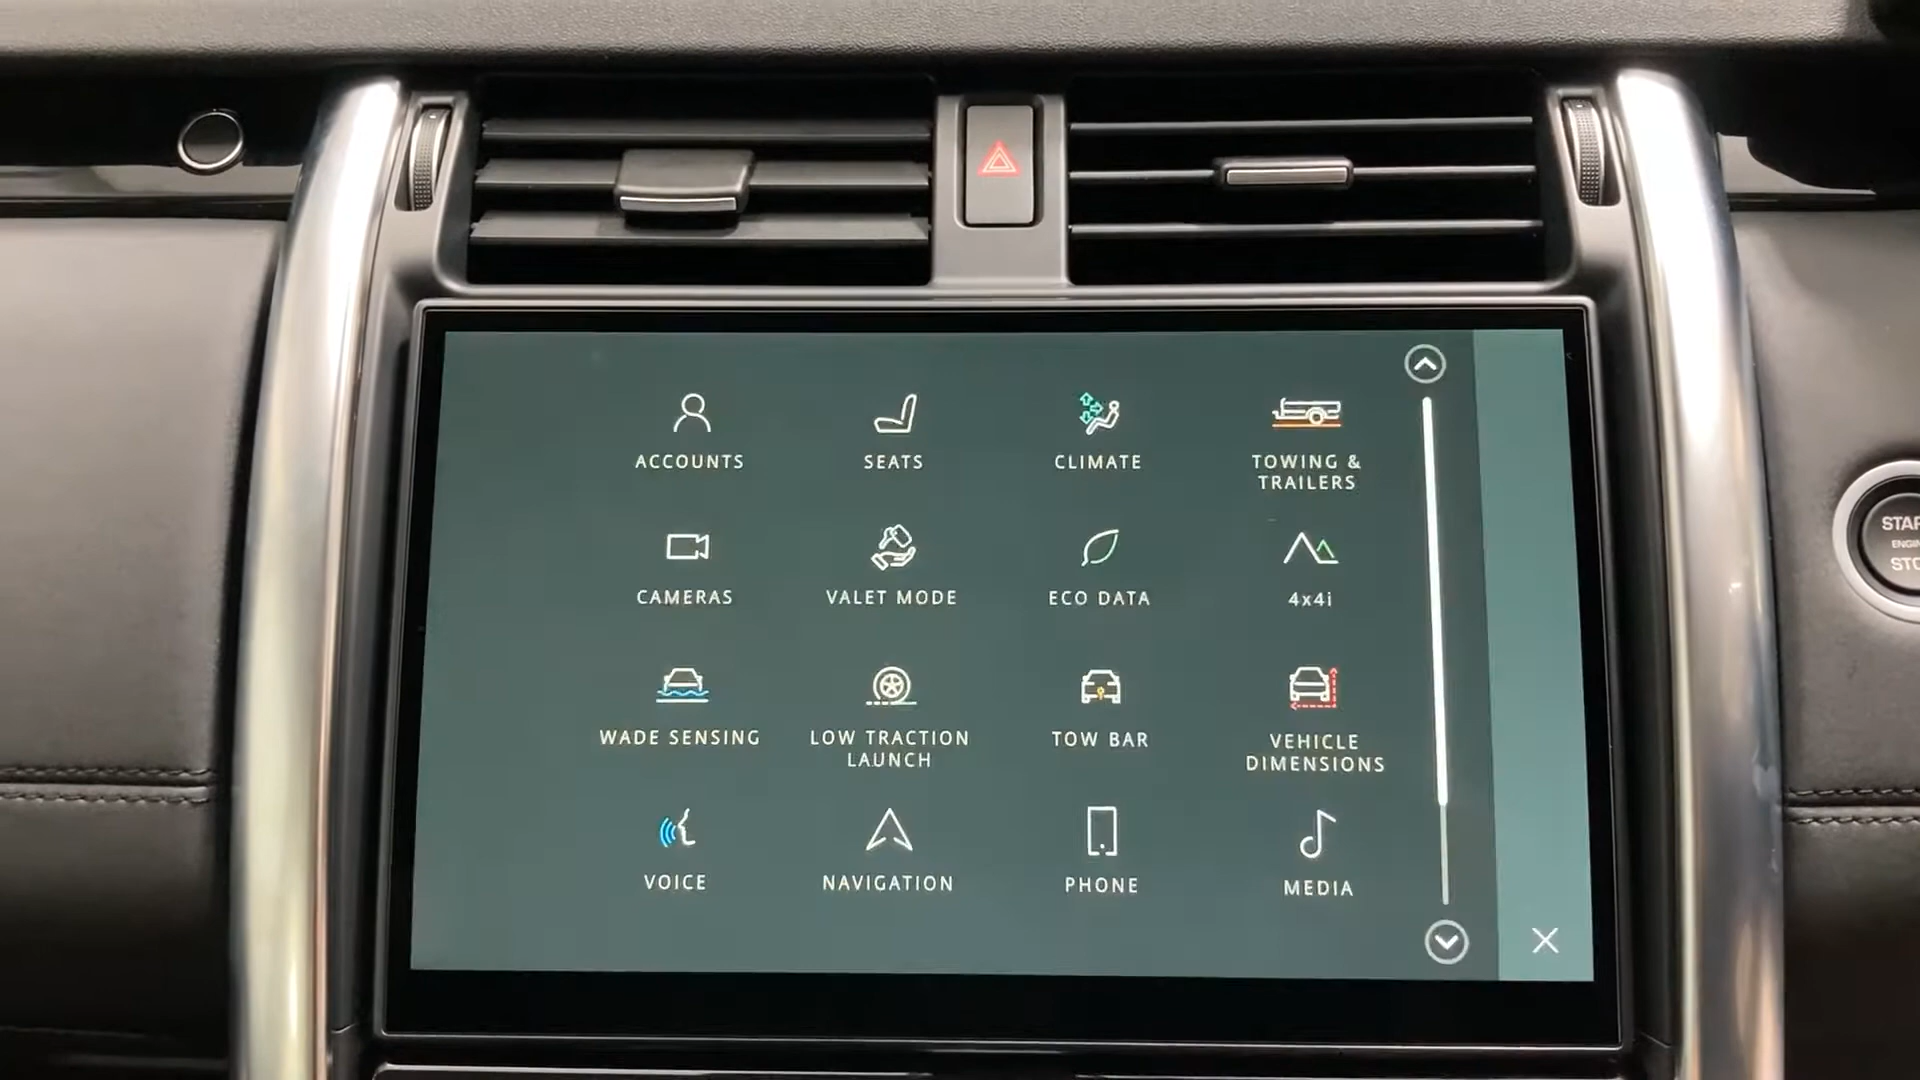 ACCOUNTS
SEATS
CLIMATE
TOWING &
TRAILERS
CAMERAS
VALET MODE
ECO DATA
4x4i
WADE SENSING
LOW TRACTION
LAUNCH
TOW BAR
VEHICLE
DIMENSIONS
VOICE
NAVIGATION
PHONE
MEDIA